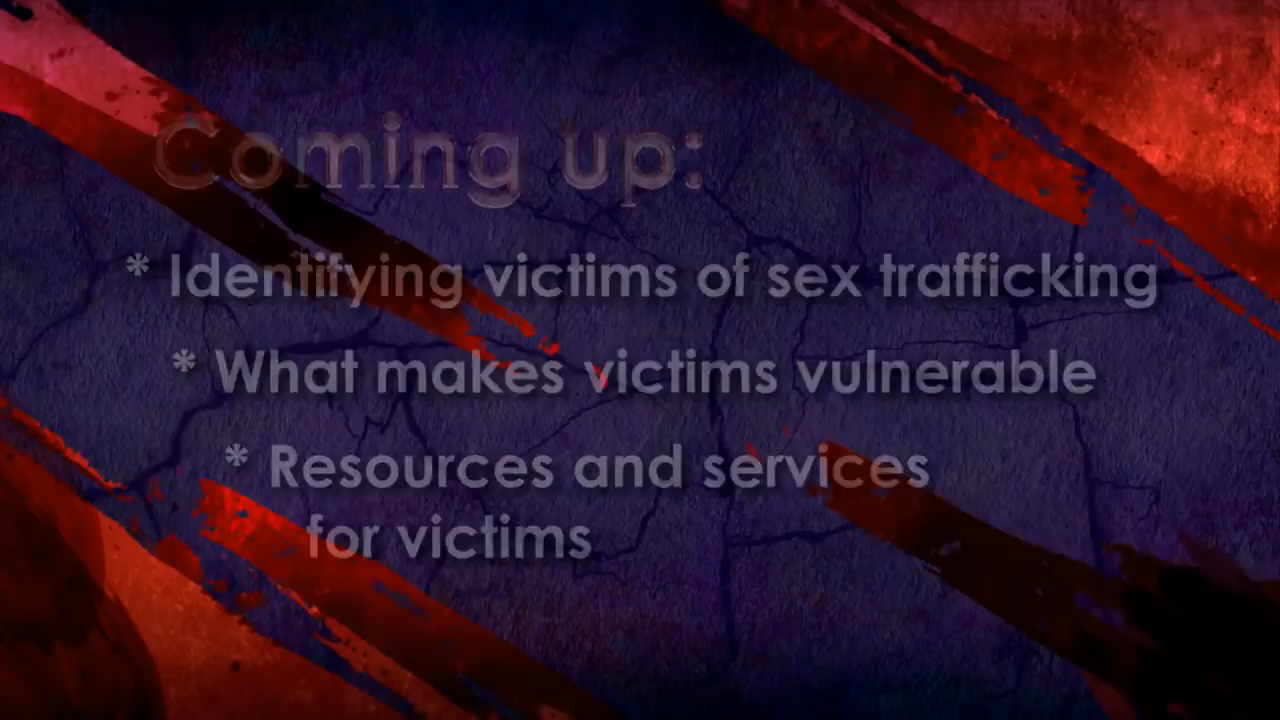 Coming up:
* Identifying victims of sex trafficking
* What makes victims vulnerable
* Resources and services
for victims